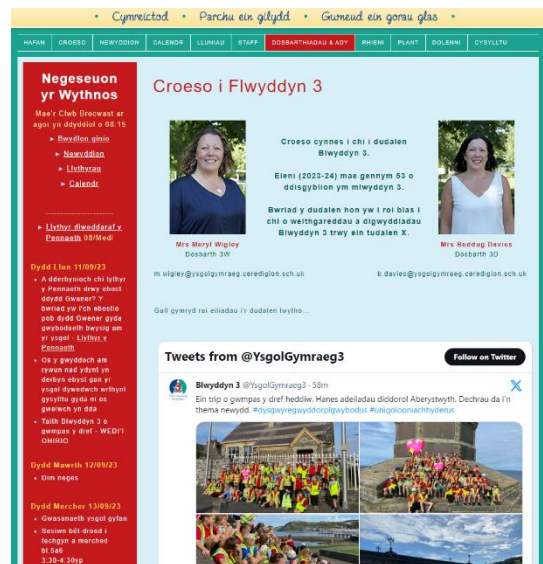 • Cymreictod • Parchu ein gilydd • Gwneud ein gorau glas •
HAFAN CROESO NEWYDDION CALENDR LLUNIAU STAFF DOSBARTHIADAU & ADY RHIENI PLANT DOLENNI CYSYLLTU
Negeseuon
yr Wythnos
Mae'r Clwb Brecwast ar
agor yn ddyddiol o 08:15
► Bwydlen ginio
► Newyddion
► Llythyrau
► Calendr
------------------------
► Llythyr diweddaraf y
Pennaeth 08/Medi
Dydd Llun 11/09/23
• A dderbynioch chi lythyr
y Pennaeth drwy ebost
ddydd Gwener? Y
bwriad yw i'ch ebostio
pob dydd Gwener gyda
gwybodaeth bwysig am
yr ysgol - Llythyr y
Pennaeth
• Os y gwyddoch am
rywun nad ydynt yn
derbyn ebyst gan yr
ysgol dywedwch wrthynt
gysylltu gyda ni os
gwelwch yn dda
• Taith Blwyddyn 3 o
gwmpas y dref - WEDI'I
OHIRIO
Dydd Mawrth 12/09/23
• Dim neges
Dydd Mercher 13/09/23
• Gwasanaeth ysgol gyfan
• Sesiwn bêl-droed i
fechgyn a merched
bl.5a6
3:30-4:30yp
Croeso i Flwyddyn 3
Croeso cynnes i chi i dudalen
Blwyddyn 3.
Eleni (2023-24) mae gennym 53 o
ddisgyblion ym mlwyddyn 3.
Bwriad y dudalen hon yw i roi blas i
chi o weithgareddau a digwyddiadau
Blwyddyn 3 trwy ein tudalen X.
Mrs Meryl Wigley
Dosbarth 3W
m.wigley@ysgolgymraeg.ceredigion.sch.uk
Mrs Buddug Davies
Dosbarth 3D
b.davies@ysgolgymraeg.ceredigion.sch.uk
Gall gymryd rai eiliadau i'r dudalen lwytho...
Tweets from @YsgolGymraeg3
Follow on Twitter
Blwyddyn 3 @YsgolGymraeg3 · 58m
Ein trip o gwmpas y dref heddiw. Hanes adeiladau diddorol Aberystwyth. Dechrau da i'n
thema newydd. #dysgwyregwyddorplgwybodus #unigolooniachhyderus